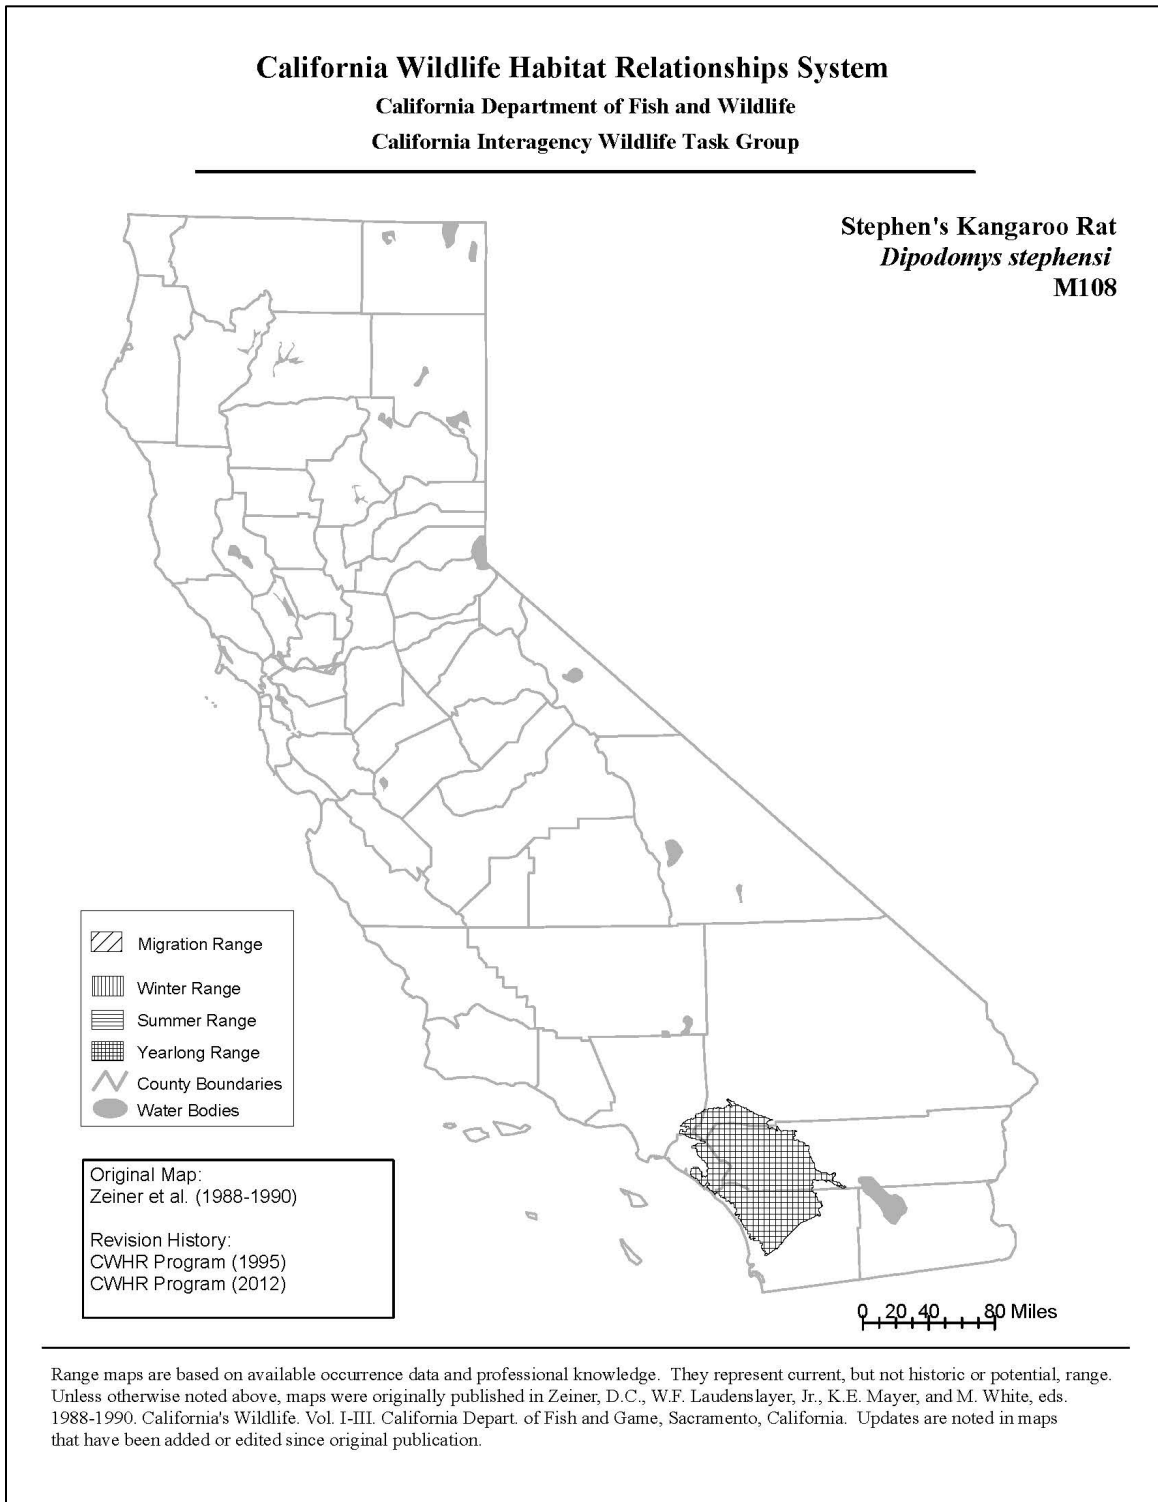 California Wildlife Habitat Relationships System
California Department of Fish and Wildlife
California Interagency Wildlife Task Group
Stephen's Kangaroo Rat
Dipodomys stephensi
M108
Migration Range
Winter Range
Summer Range
Yearlong Range
County Boundaries
Water Bodies
Original Map:
Zeiner et al. (1988-1990)
Revision History:
CWHR Program (1995)
CWHR Program (2012)
0 20 40 80 Miles
Range maps are based on available occurrence data and professional knowledge. They represent current, but not historic or potential, range.
Unless otherwise noted above, maps were originally published in Zeiner, D.C., W.F. Laudenslayer, Jr., K.E. Mayer, and M. White, eds.
1988-1990. California's Wildlife. Vol. I-III. California Depart. of Fish and Game, Sacramento, California. Updates are noted in maps
that have been added or edited since original publication.